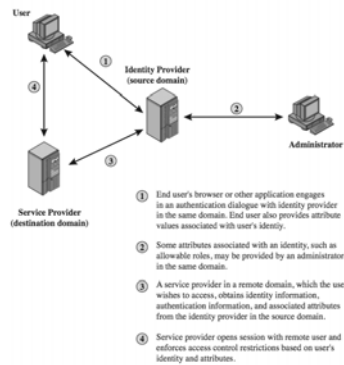 User
①
Identity Provider
(source domain)
④
②
Administrator
③
Service Provider
(destination domain)
① End user's browser or other application engages
in an authentication dialogue with identity provider
in the same domain. End user also provides attribute
values associated with user's identiy.
② Some attributes associated with an identity, such as
allowable roles, may be provided by an administrator
in the same domain.
③ A service provider in a remote domain, which the use
wishes to access, obtains identity information,
authentication information, and associated attributes
from the identity provider in the source domain.
④ Service provider opens session with remote user and
enforces access control restrictions based on user's
identity and attributes.